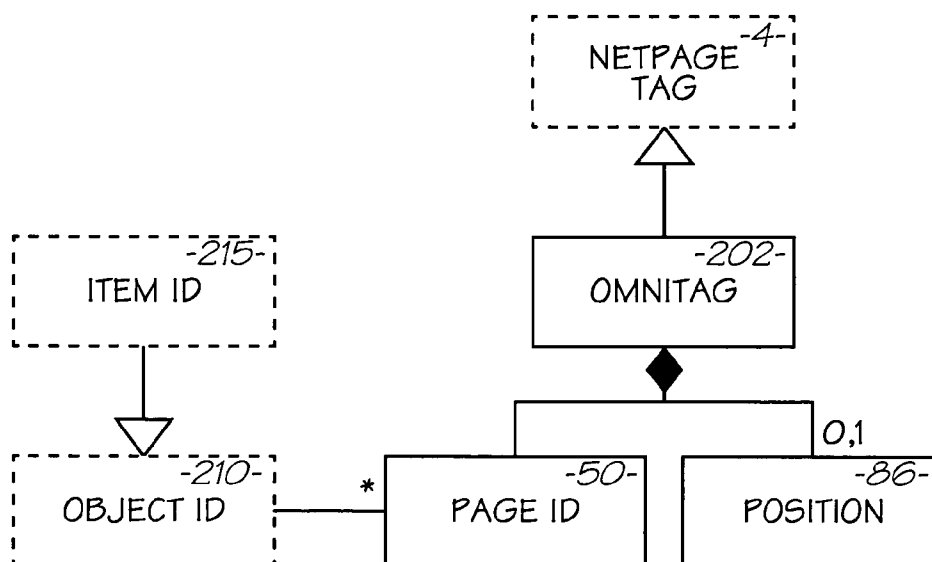 -4-
NETPAGE
TAG
-215-
ITEM ID
-202-
OMNITAG
0,1
-210-
OBJECT ID
*
-50-
PAGE ID
-86-
POSITION